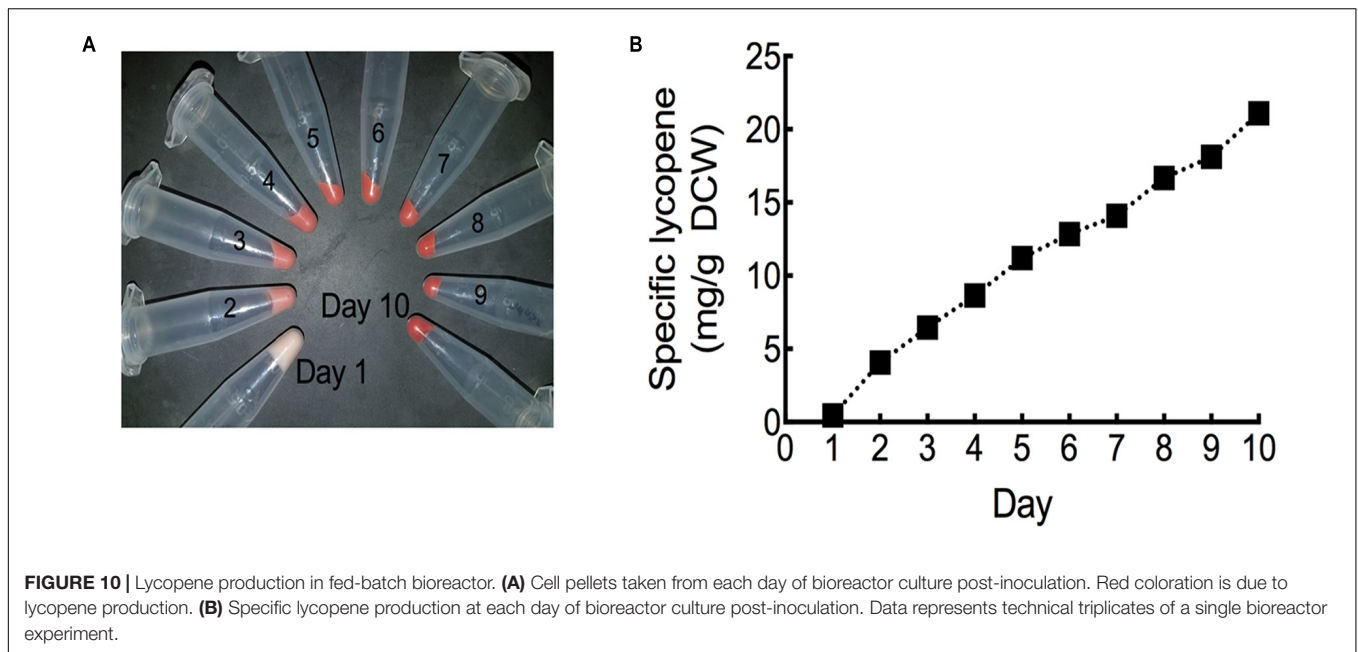 A
5
6
4
7
3
8
2
9
Day 10
Day 1
B
Specific lycopene
(mg/g DCW)
25
20
15
10
5
0
0 1 2 3 4 5 6 7 8 9 10
Day
FIGURE 10 | Lycopene production in fed-batch bioreactor. (A) Cell pellets taken from each day of bioreactor culture post-inoculation. Red coloration is due to
lycopene production. (B) Specific lycopene production at each day of bioreactor culture post-inoculation. Data represents technical triplicates of a single bioreactor
experiment.